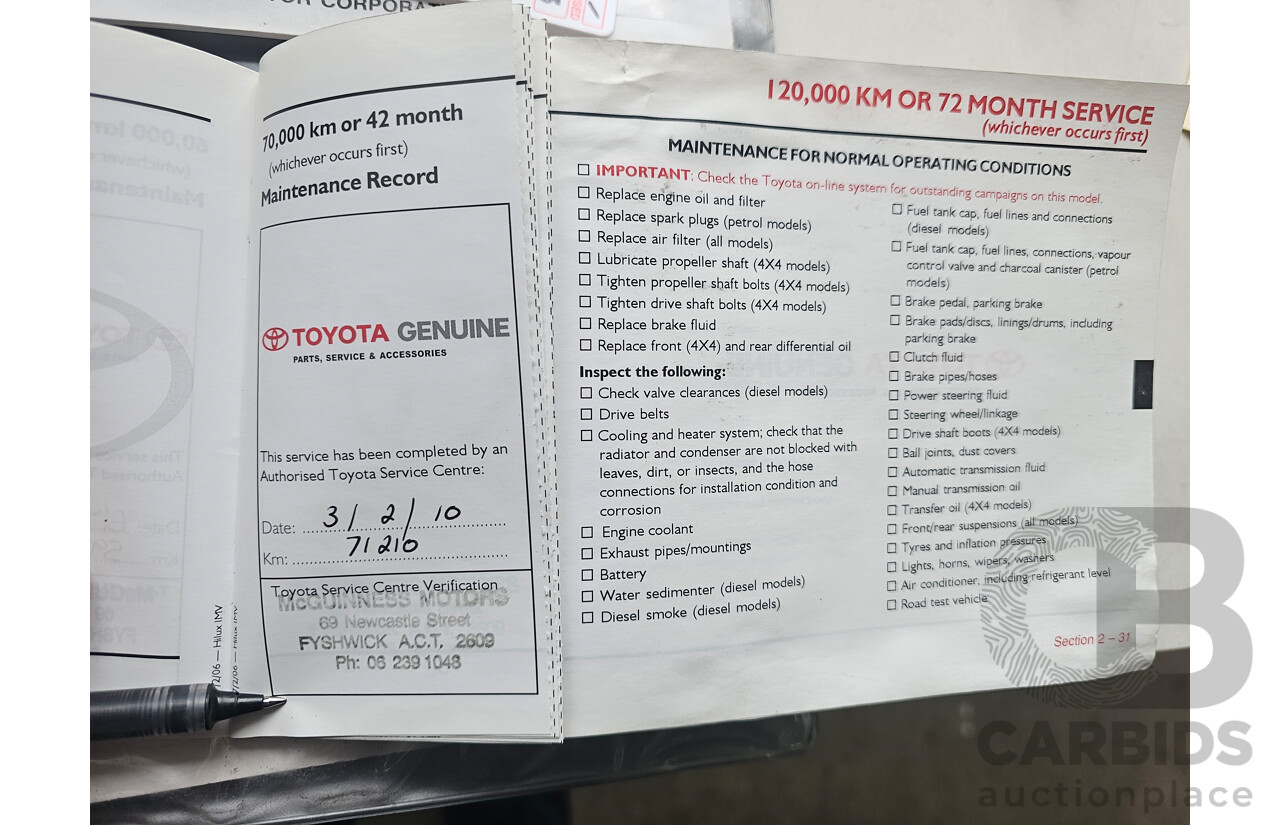 CORPORAT
70,000 km or 42 month
(whichever occurs first)
Maintenance Record
TOYOTA GENUINE
PARTS, SERVICE & ACCESSORIES
This service has been completed by an
Authorised Toyota Service Centre:
Date: 3/ 2/ 10
Km: 71210
Toyota Service Centre Verification
McGUINNESS MOTORS
69 Newcastle Street
FYSHWICK A.C.T. 2609
Ph: 06 239 1048
2/06 — Hilux IMV
120,000 KM OR 72 MONTH SERVICE
(whichever occurs first)
MAINTENANCE FOR NORMAL OPERATING CONDITIONS
IMPORTANT: Check the Toyota on-line system for outstanding campaigns on this model.
Replace engine oil and filter
Replace spark plugs (petrol models)
Replace air filter (all models)
Lubricate propeller shaft (4X4 models)
Tighten propeller shaft bolts (4X4 models)
Tighten drive shaft bolts (4X4 models)
Replace brake fluid
Replace front (4X4) and rear differential oil
Inspect the following:
Check valve clearances (diesel models)
Drive belts
Cooling and heater system; check that the
radiator and condenser are not blocked with
leaves, dirt, or insects, and the hose
connections for installation condition and
corrosion
Engine coolant
Exhaust pipes/mountings
Battery
Water sedimenter (diesel models)
Diesel smoke (diesel models)
Fuel tank cap, fuel lines and connections
(diesel models)
Fuel tank cap, fuel lines, connections, vapour
control valve and charcoal canister (petrol
models)
Brake pedal, parking brake
Brake pads/discs, linings/drums, including
parking brake
Clutch fluid
Brake pipes/hoses
Power steering fluid
Steering wheel/linkage
Drive shaft boots (4X4 models)
Ball joints, dust covers
Automatic transmission fluid
Manual transmission oil
Transfer oil (4X4 models)
Front/rear suspensions (all models)
Tyres and inflation pressures
Lights, horns, wipers, washers
Air conditioner, including refrigerant level
Road test vehicle
Section 2 – 31
CARBIDS
auctionplace